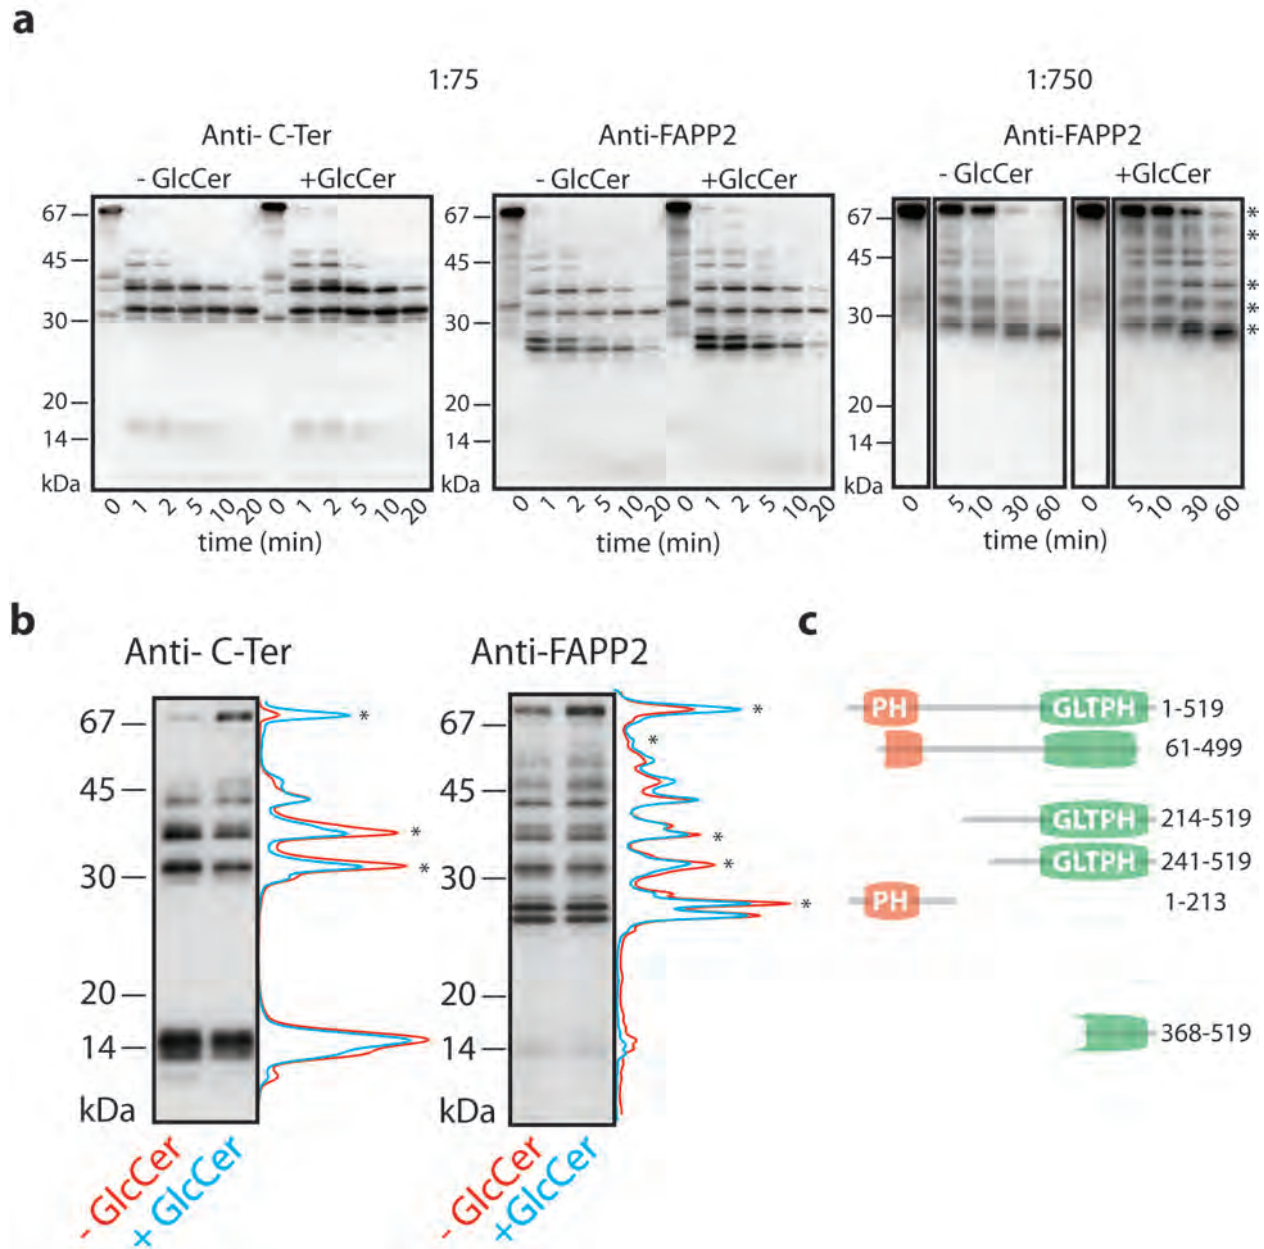 a
1:75
1:750
Anti- C-Ter
Anti-FAPP2
Anti-FAPP2
- GlcCer
+GlcCer
- GlcCer
+GlcCer
- GlcCer
+GlcCer
67
45
30
20
14
kDa
0 1 2 5 10 20 0 1 2 5 10 20
time (min)
67
45
30
20
14
kDa
0 1 2 5 10 20 0 1 2 5 10 20
time (min)
67
45
30
20
14
kDa
0 5 10 30 60 0 5 10 30 60
time (min)
*
*
*
*
*
b
Anti- C-Ter
67
45
30
20
14
kDa
*
*
*
- GlcCer
+ GlcCer
Anti-FAPP2
67
45
30
20
14
kDa
*
*
*
*
*
- GlcCer
+GlcCer
c
PH GLTPH 1-519
61-499
GLTPH 214-519
GLTPH 241-519
PH 1-213
368-519